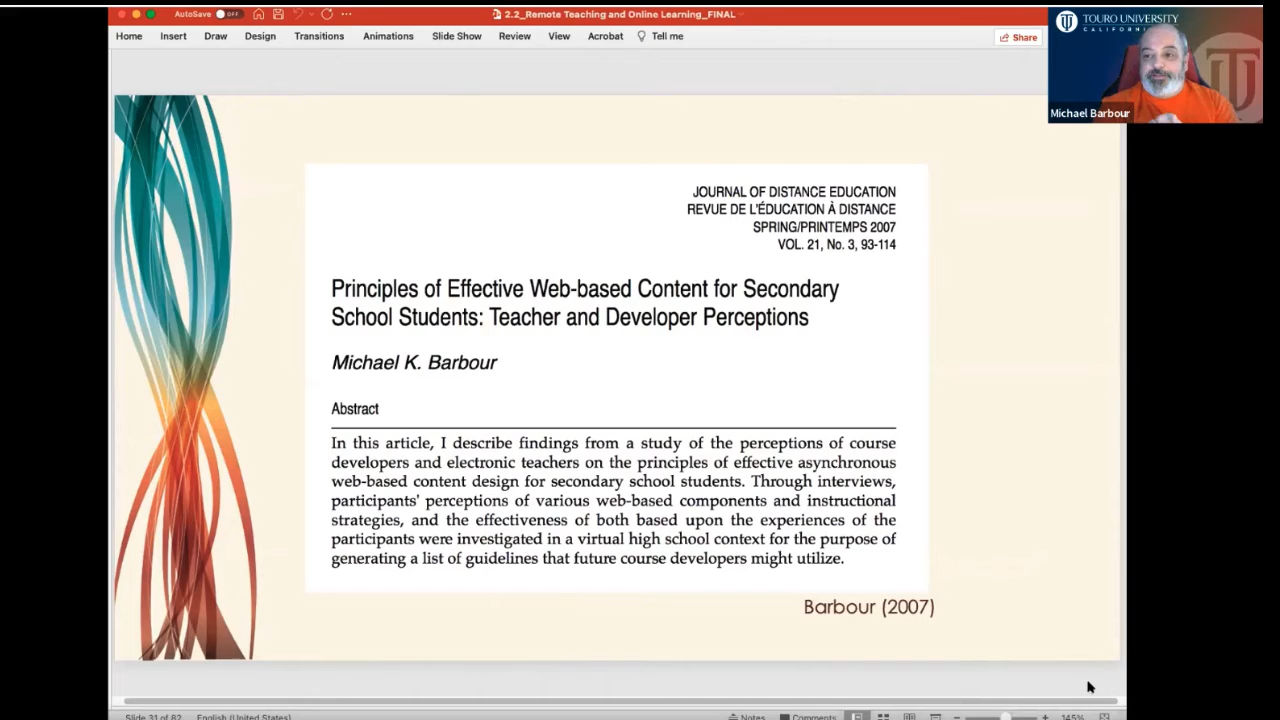 AutoSave OFF
2.2_Remote Teaching and Online Learning_FINAL
Home Insert Draw Design Transitions Animations Slide Show Review View Acrobat Tell me
Share
TOURO UNIVERSITY
CALIFORNIA
Michael Barbour
JOURNAL OF DISTANCE EDUCATION
REVUE DE L'ÉDUCATION À DISTANCE
SPRING/PRINTEMPS 2007
VOL. 21, No. 3, 93-114
Principles of Effective Web-based Content for Secondary
School Students: Teacher and Developer Perceptions
Michael K. Barbour
Abstract
In this article, I describe findings from a study of the perceptions of course
developers and electronic teachers on the principles of effective asynchronous
web-based content design for secondary school students. Through interviews,
participants' perceptions of various web-based components and instructional
strategies, and the effectiveness of both based upon the experiences of the
participants were investigated in a virtual high school context for the purpose of
generating a list of guidelines that future course developers might utilize.
Barbour (2007)
Slide 31 of 82 English (United States) Notes Comments 145%